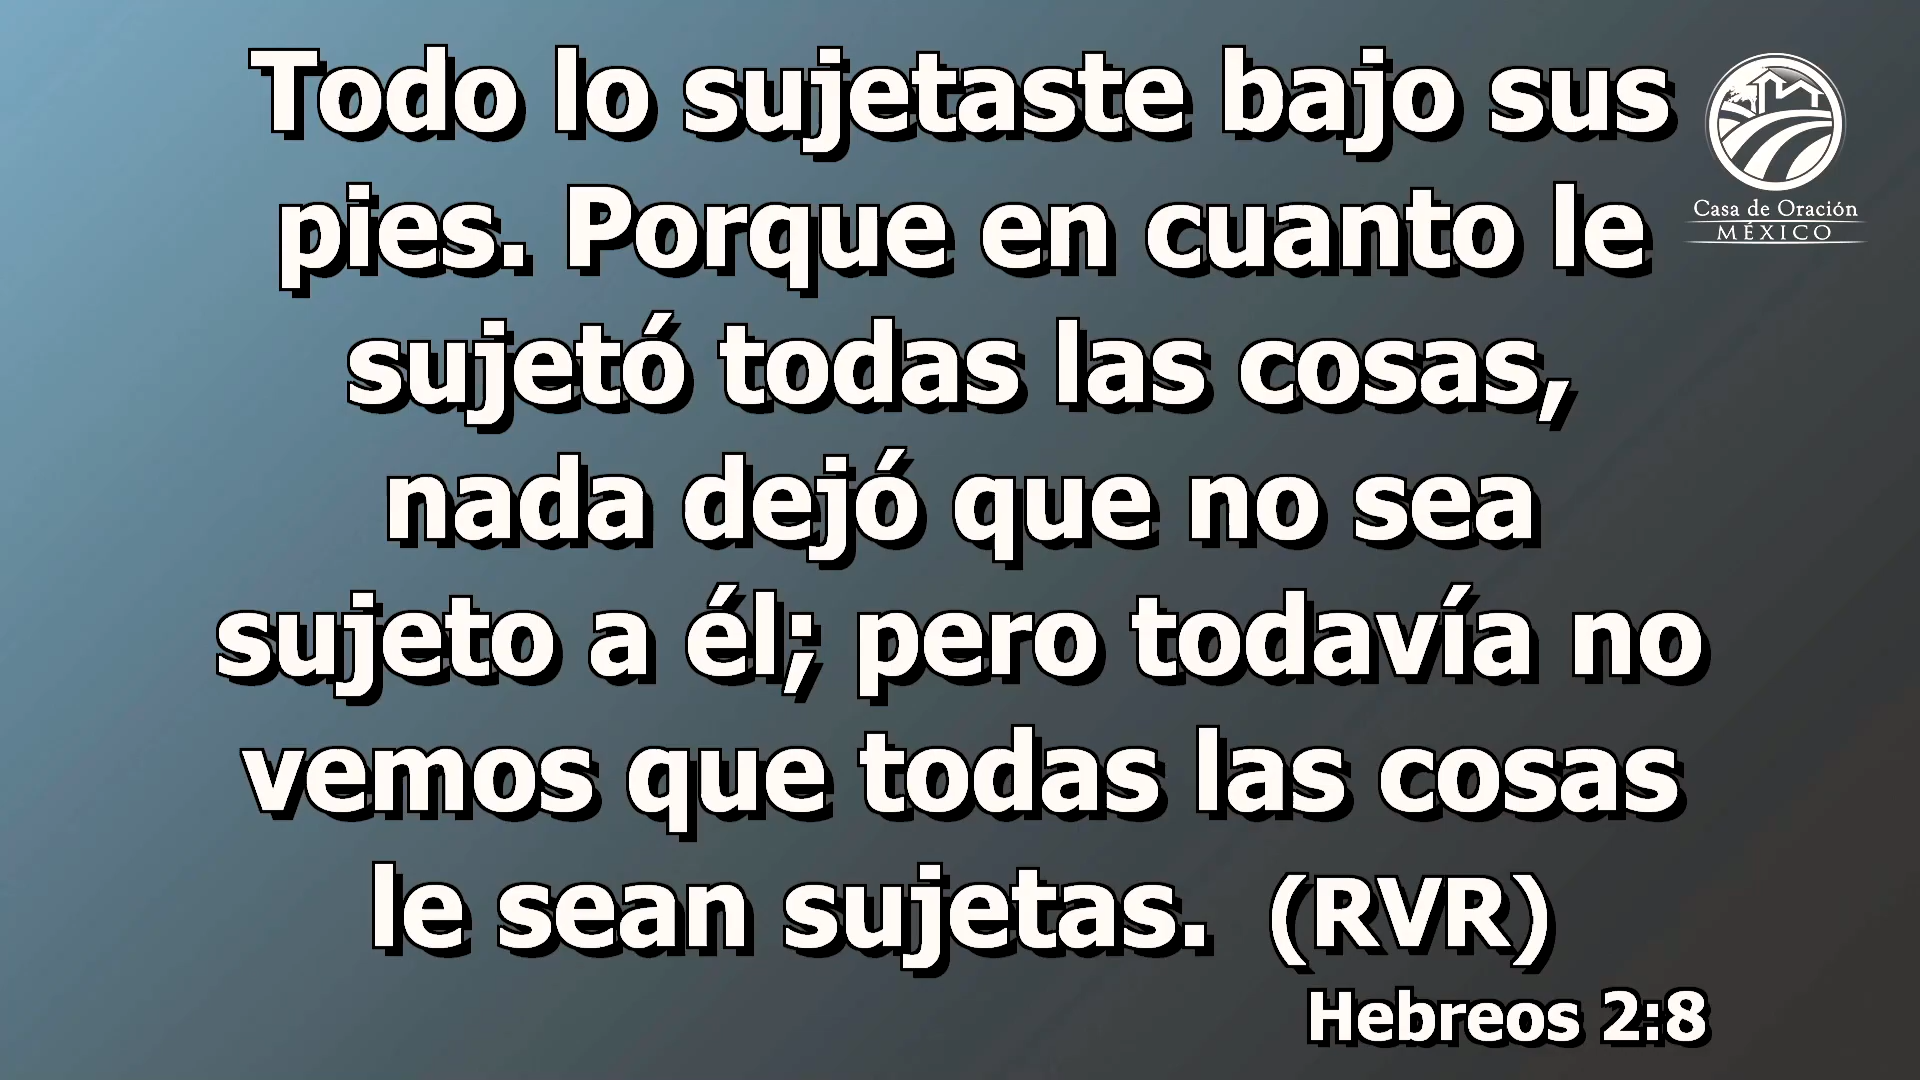 Todo lo sujetaste bajo sus
pies. Porque en cuanto le
sujetó todas las cosas,
nada dejó que no sea
sujeto a él; pero todavía no
vemos que todas las cosas
le sean sujetas.  (RVR)
Hebreos 2:8
Casa de Oración
MÉXICO